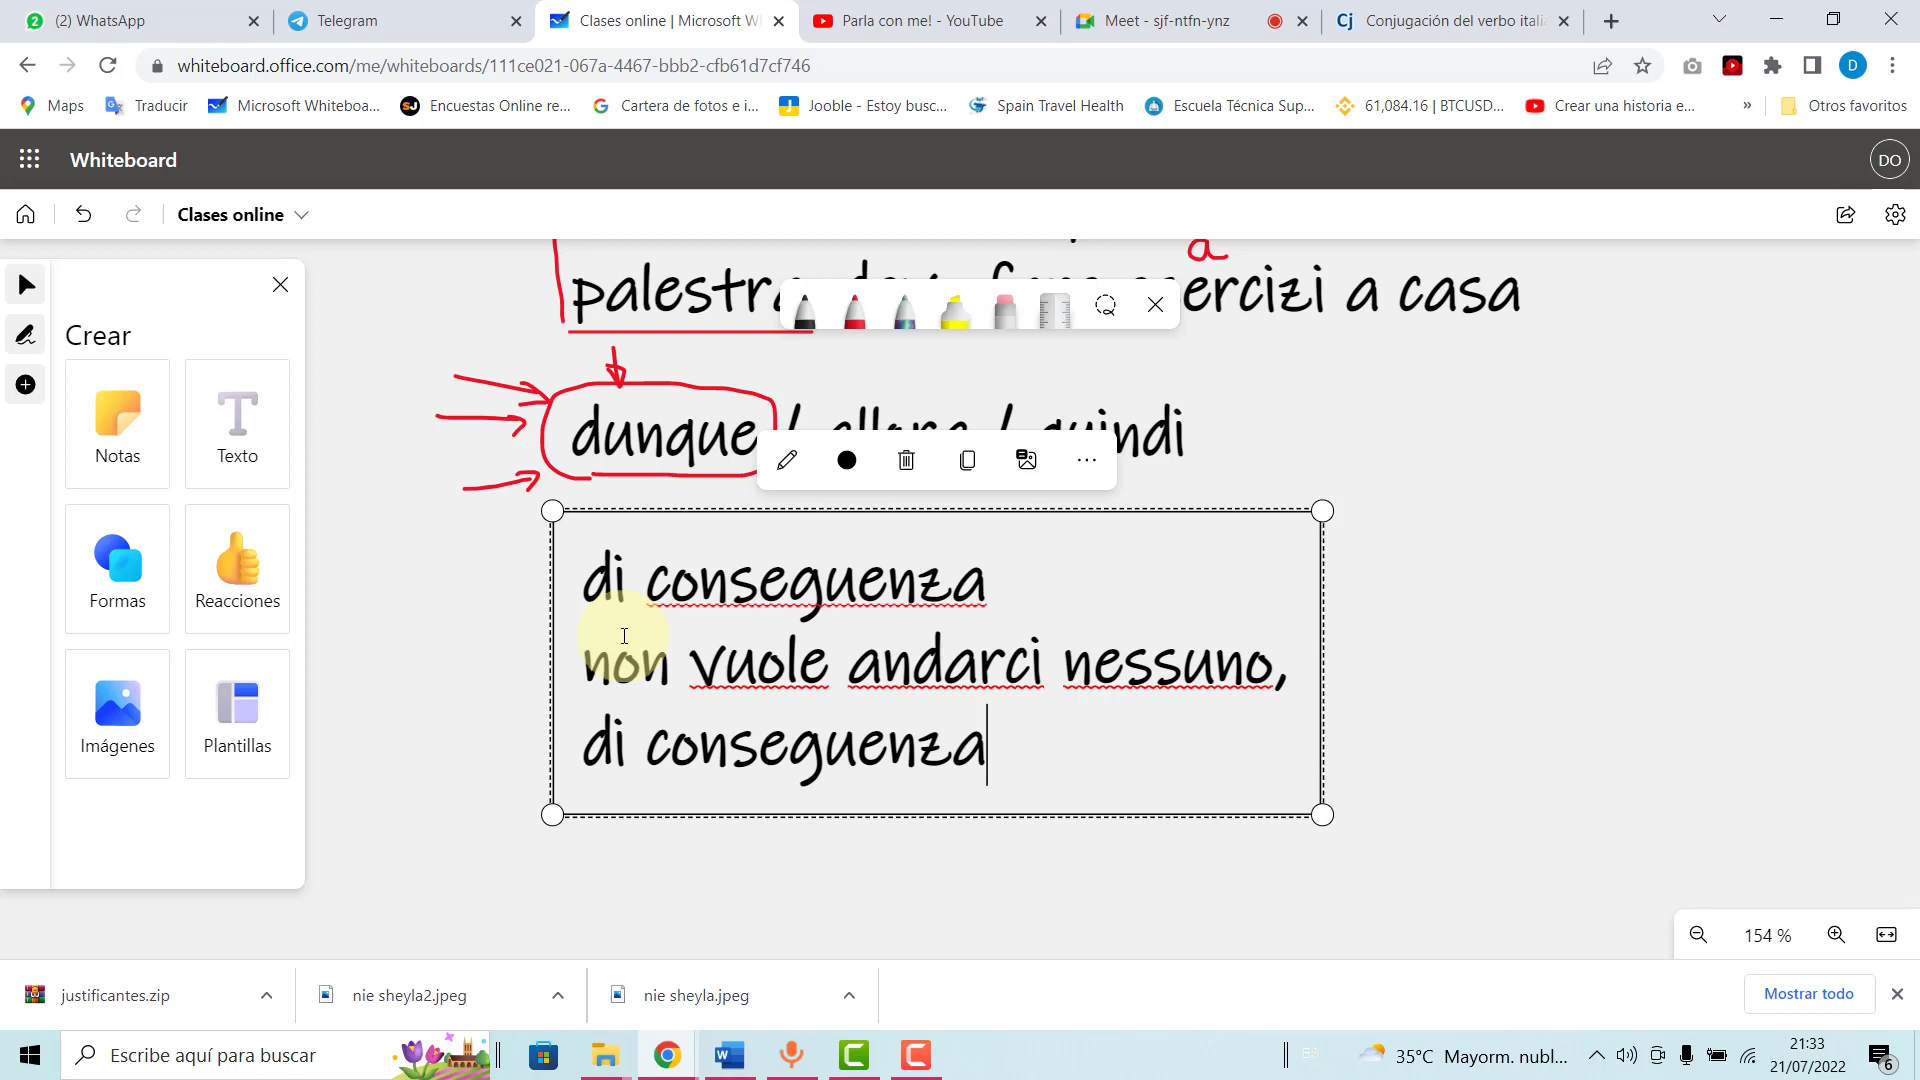 (2) WhatsApp
Telegram
Clases online | Microsoft W
Parla con me! - YouTube
Meet - sjf-ntfn-ynz
Cj Conjugación del verbo itali
whiteboard.office.com/me/whiteboards/111ce021-067a-4467-bbb2-cfb61d7cf746
D
Maps
Traducir
Microsoft Whiteboa...
SJ Encuestas Online re...
Cartera de fotos e i...
Jooble - Estoy busc...
Spain Travel Health
Escuela Técnica Sup...
61,084.16 | BTCUSD...
Crear una historia e...
»
Otros favoritos
Whiteboard
DO
Clases online
a
Crear
Notas
Texto
Formas
Reacciones
Imágenes
Plantillas
a casa
dunque / quindi
di conseguenza
non vuole andarci nessuno,
di conseguenza
154 %
justificantes.zip
nie sheyla2.jpeg
nie sheyla.jpeg
Mostrar todo
Escribe aquí para buscar
35°C Mayorm. nubl...
21:33
21/07/2022
6